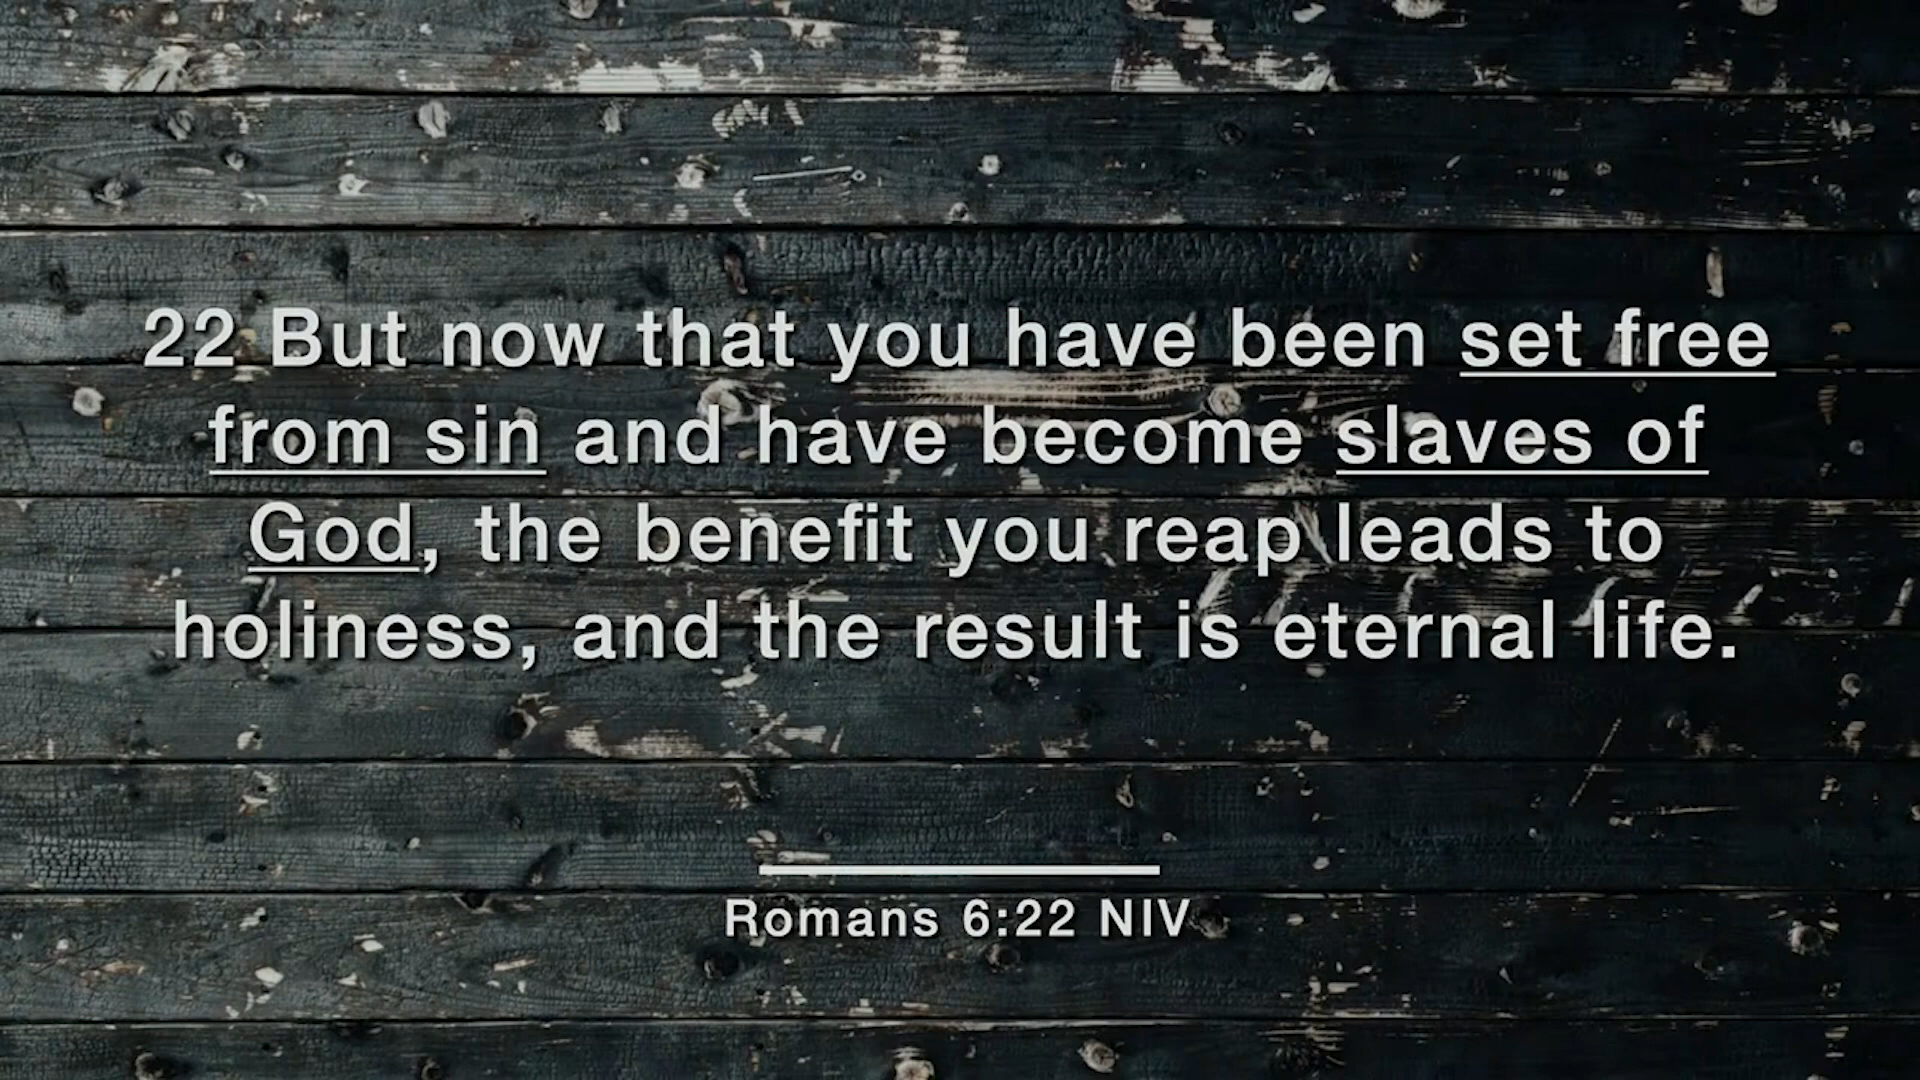 22 But now that you have been set free
from sin and have become slaves of
God, the benefit you reap leads to
holiness, and the result is eternal life.
Romans 6:22 NIV